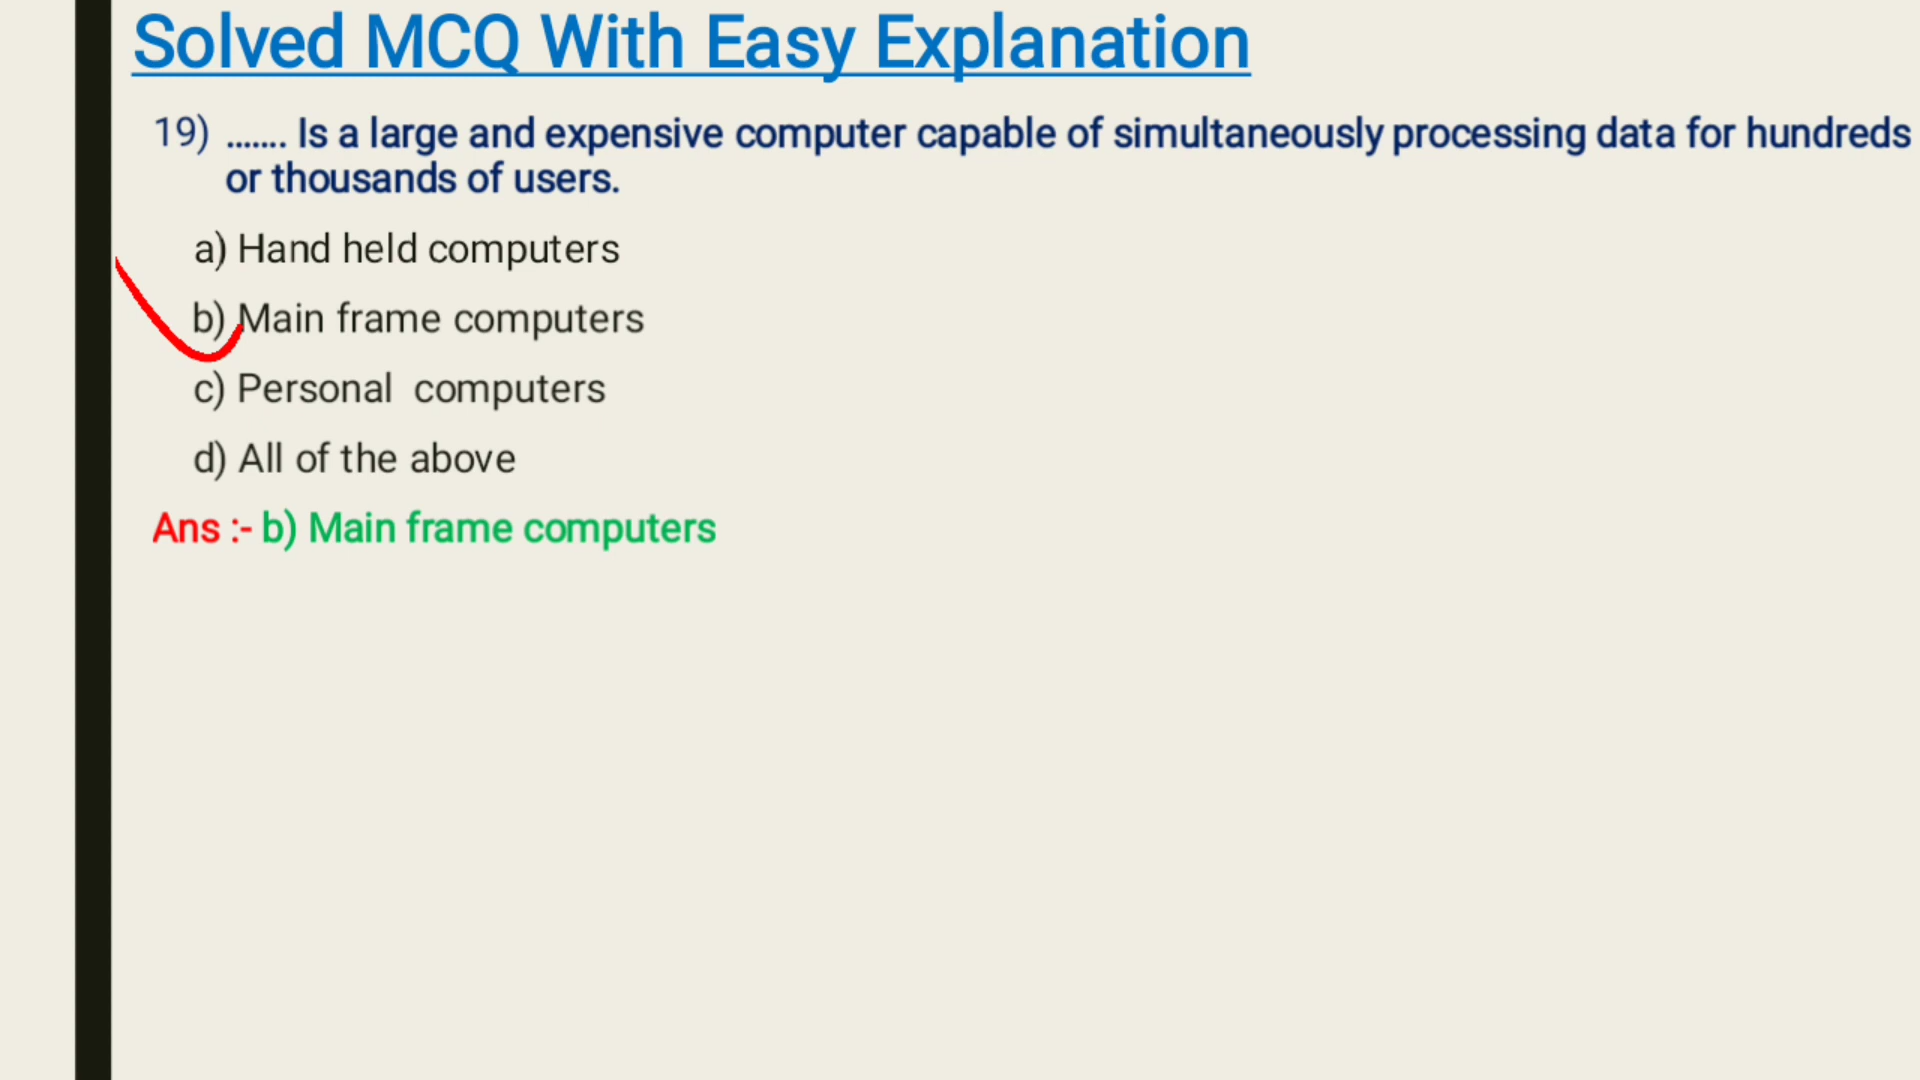 Solved MCQ With Easy Explanation
19) ....... Is a large and expensive computer capable of simultaneously processing data for hundreds
or thousands of users.
a) Hand held computers
b) Main frame computers
c) Personal computers
d) All of the above
Ans :- b) Main frame computers